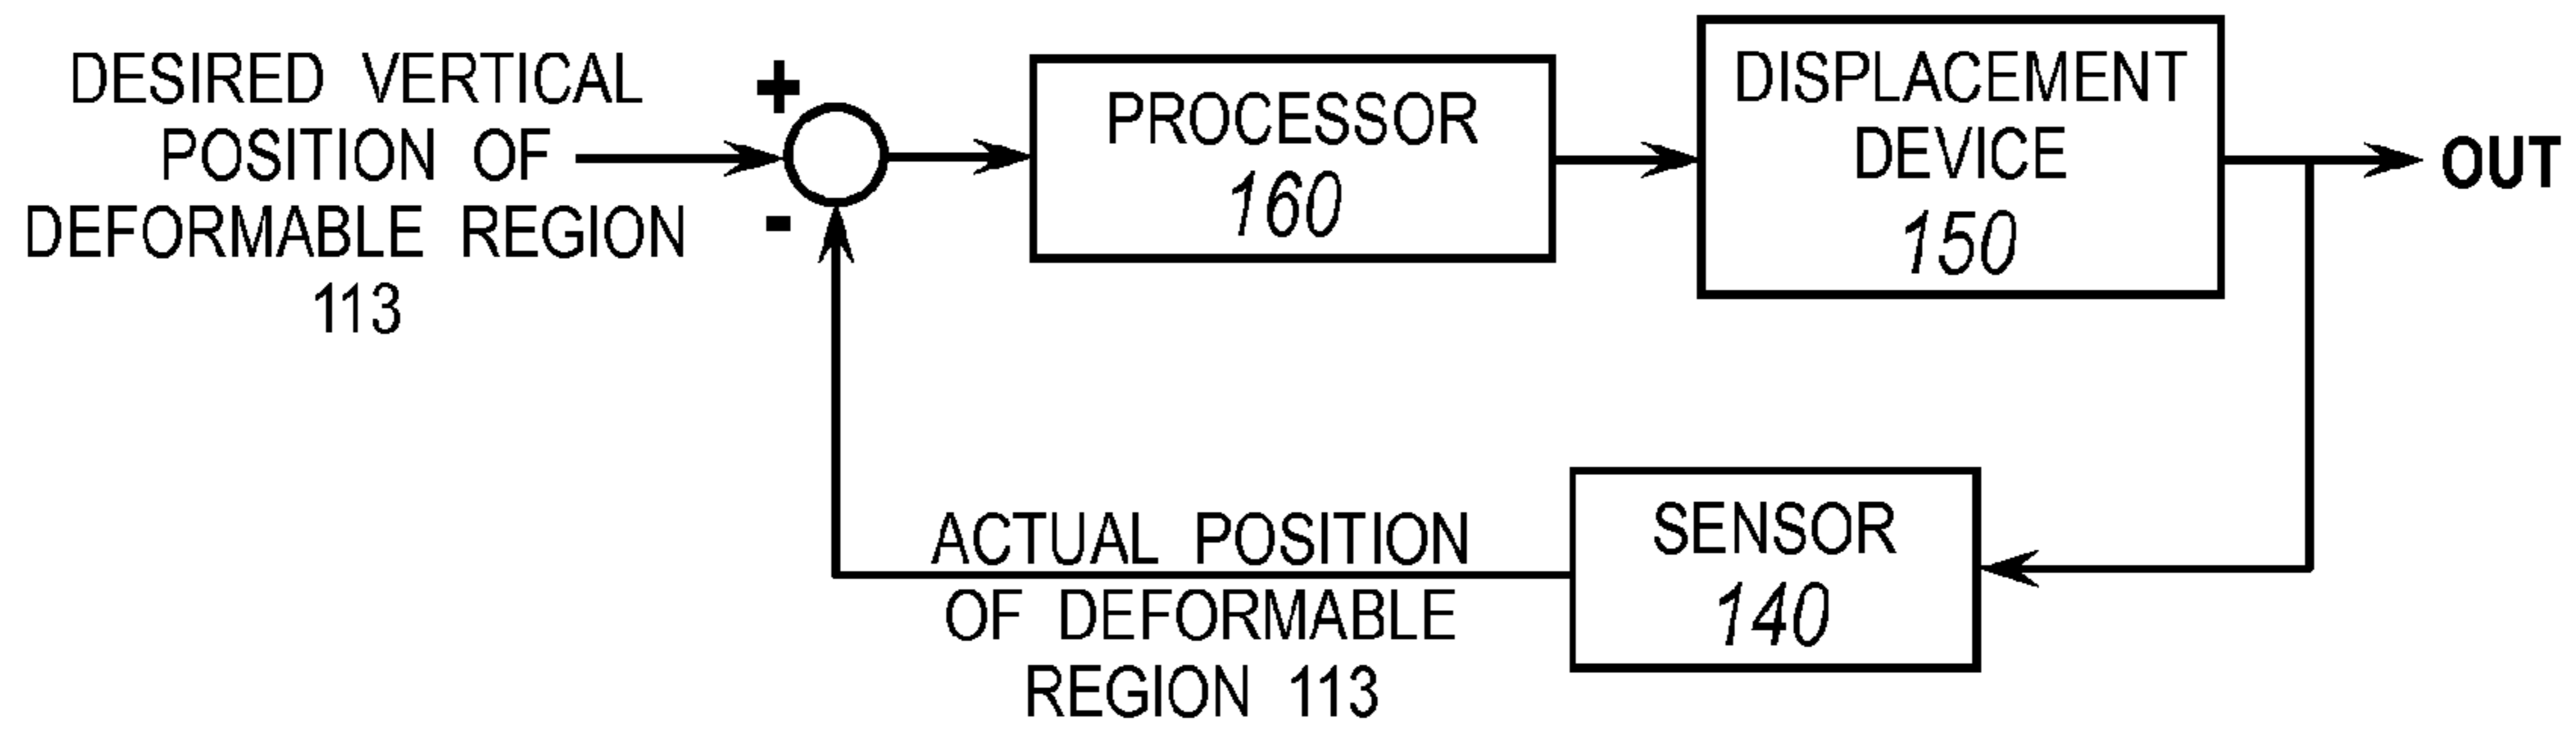 DESIRED VERTICAL
POSITION OF
DEFORMABLE REGION
113
+
-
PROCESSOR
160
DISPLACEMENT
DEVICE
150
OUT
SENSOR
140
ACTUAL POSITION
OF DEFORMABLE
REGION 113